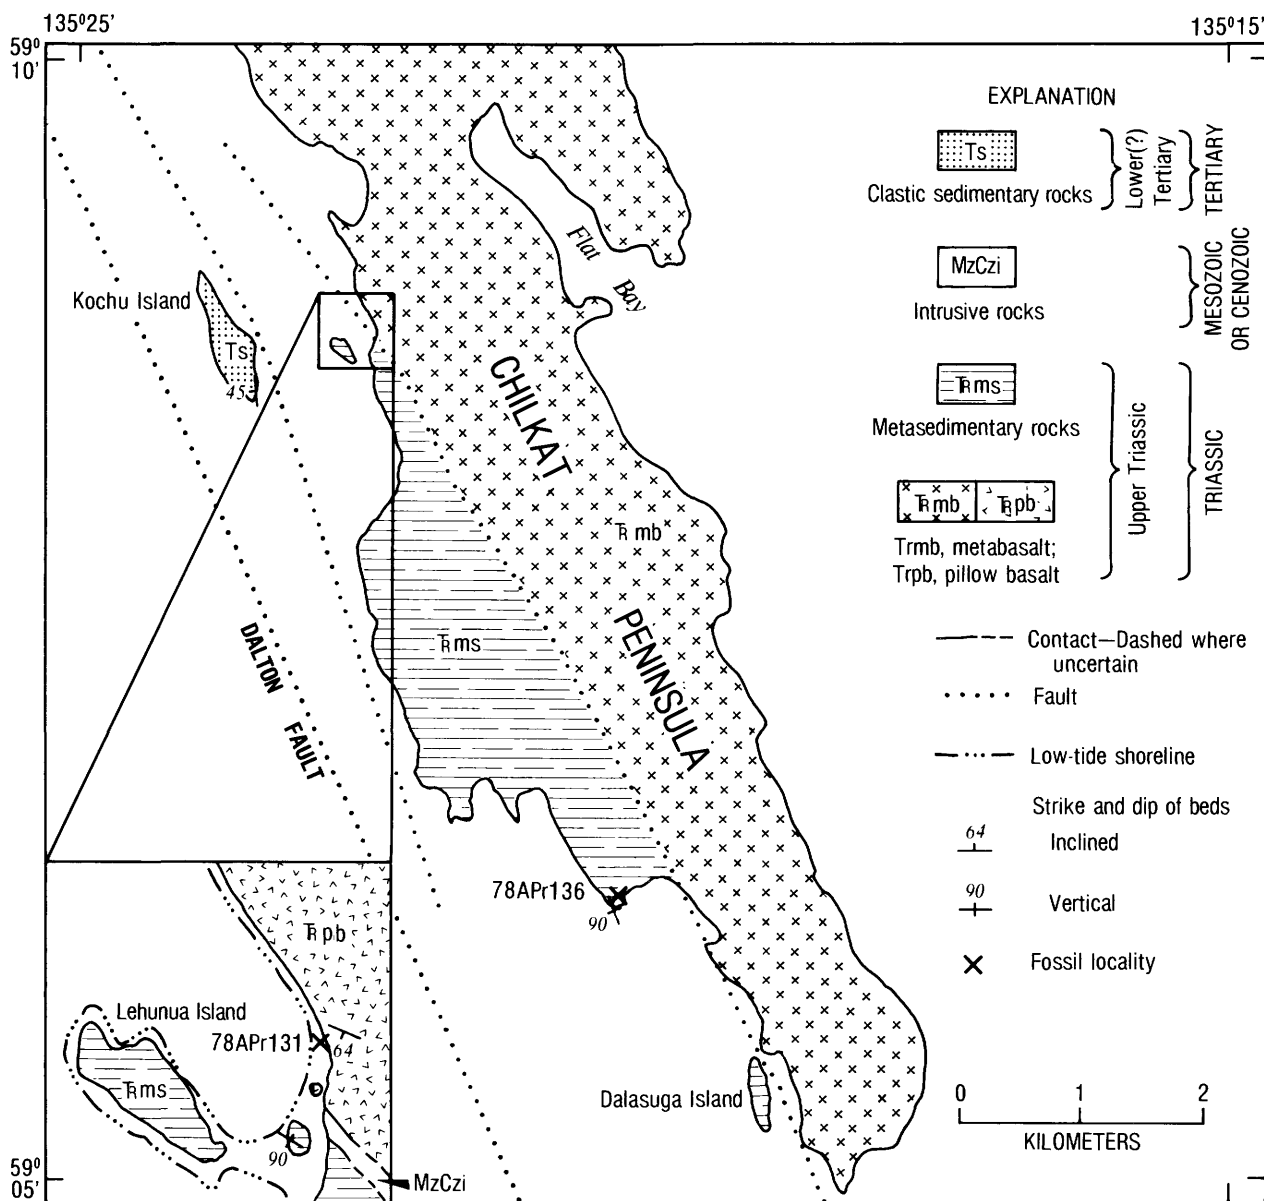 135°25'
135°15'
59°
10'
EXPLANATION
Ts
Clastic sedimentary rocks
Lower(?)
Tertiary
TERTIARY
MzCzi
Intrusive rocks
MESOZOIC
OR CENOZOIC
TRms
Metasedimentary rocks
TRmb
TRpb
Trmb, metabasalt;
Trpb, pillow basalt
Upper Triassic
TRIASSIC
Contact—Dashed where
uncertain
Fault
Low-tide shoreline
Strike and dip of beds
64
Inclined
90
Vertical
Fossil locality
0 1 2
KILOMETERS
Flat
Bay
Kochu Island
Ts
45
CHILKAT
PENINSULA
TRmb
TRms
DALTON
FAULT
78APr136
90
Dalasuga Island
TRpb
Lehunua Island
78APr131
64
TRms
90
MzCzi
59°
05'